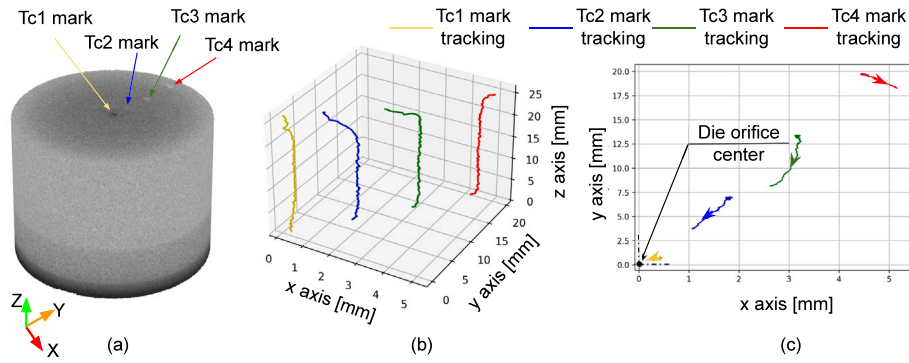 Tc1 mark
Tc2 mark
Tc3 mark
Tc4 mark
Z
Y
X
(a)
Tc1 mark
tracking
Tc2 mark
tracking
Tc3 mark
tracking
Tc4 mark
tracking
25
20
15
10
5
0
z axis [mm]
0
1
2
3
4
5
x axis [mm]
0
5
10
15
20
y axis [mm]
(b)
20.0
17.5
15.0
12.5
10.0
7.5
5.0
2.5
0.0
y axis [mm]
Die orifice
center
0
1
2
3
4
5
x axis [mm]
(c)